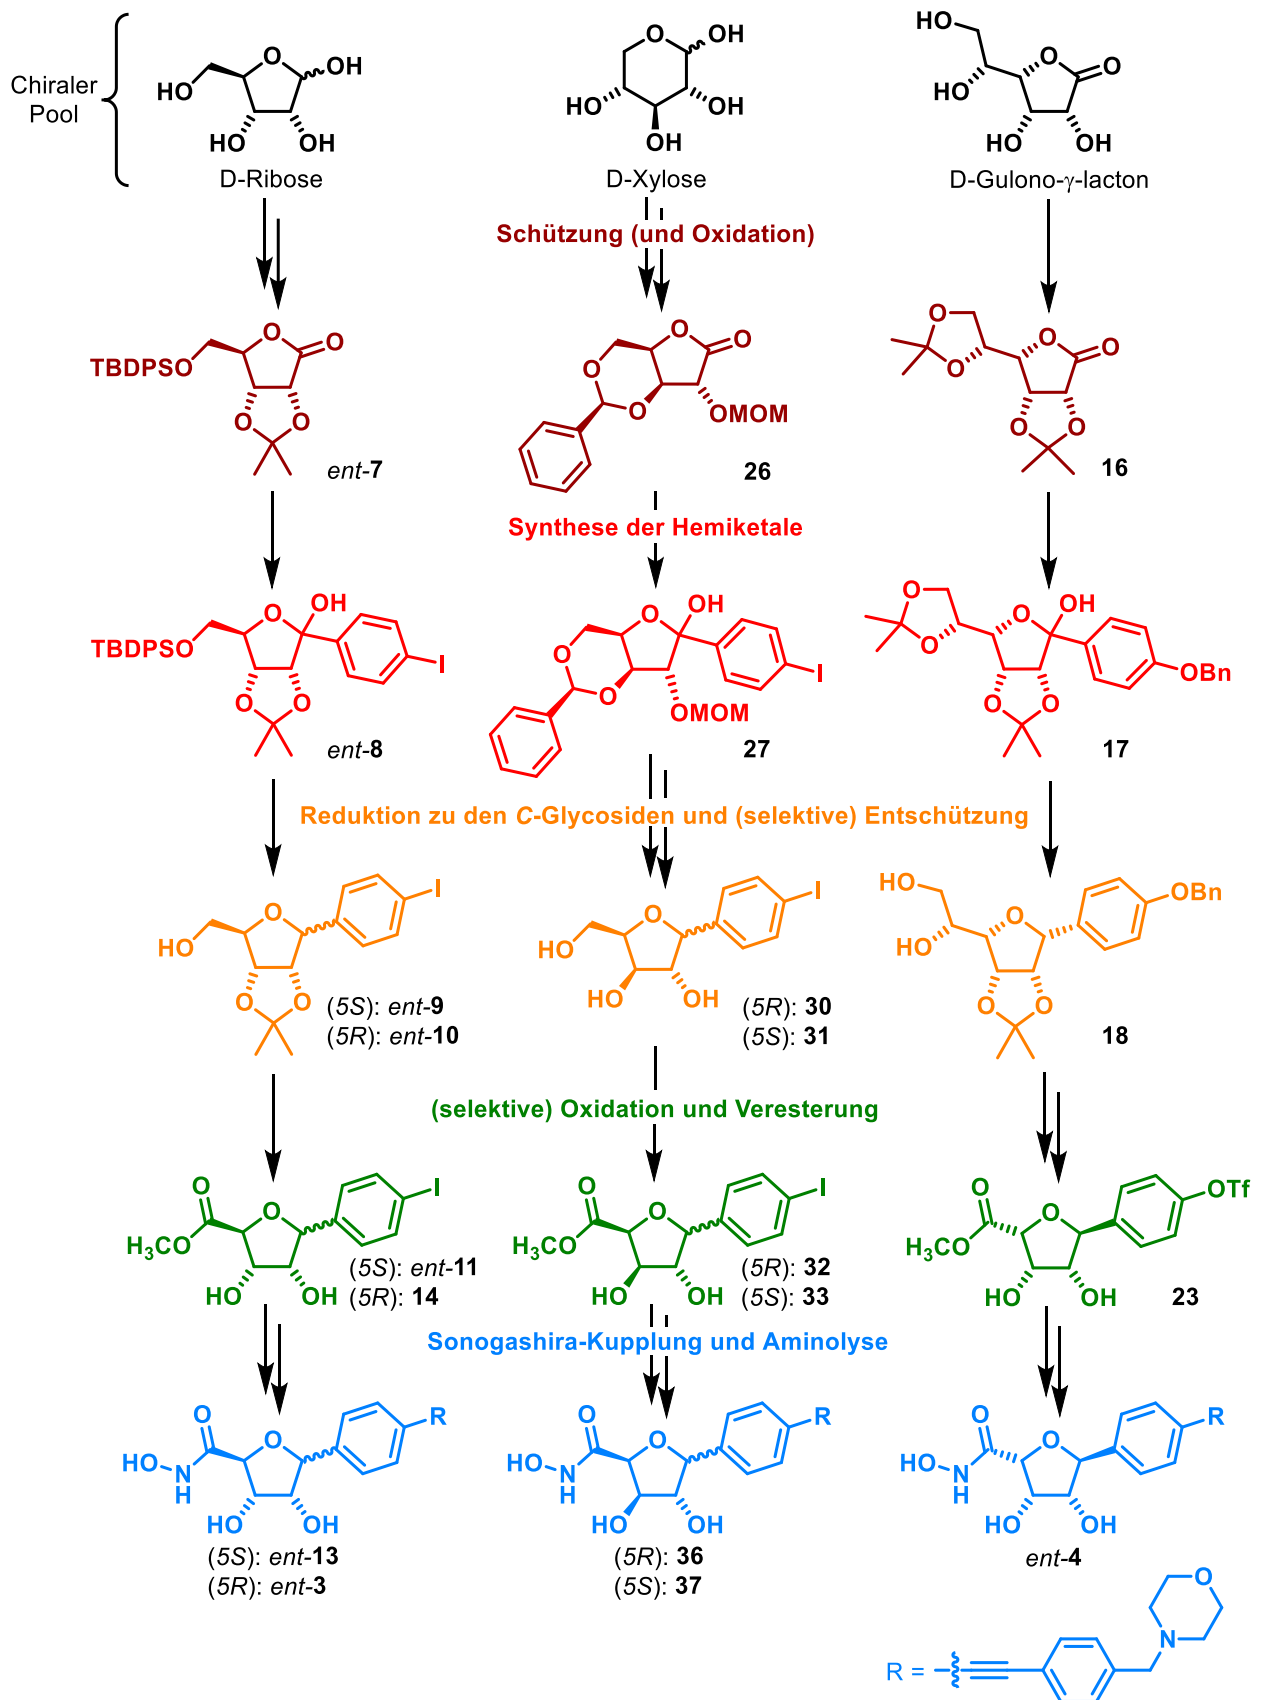 Chiraler
Pool
HO
O
OH
HO
OH
D-Ribose
O
OH
HO
OH
OH
D-Xylose
HO
HO
O
O
HO
OH
D-Gulono-γ-lacton
Schützung (und Oxidation)
TBDPSO
O
O
O
O
ent-7
O
O
O
O
OMOM
26
O
O
O
O
O
O
16
Synthese der Hemiketale
TBDPSO
O
OH
I
O
O
ent-8
O
OH
I
O
O
OMOM
27
O
O
O
OH
OBn
O
O
17
Reduktion zu den C-Glycosiden und (selektive) Entschützung
HO
O
I
O
O
(5S): ent-9
(5R): ent-10
HO
O
I
HO
OH
(5R): 30
(5S): 31
HO
HO
O
OBn
O
O
18
(selektive) Oxidation und Veresterung
O
H3CO
O
I
HO
OH
(5S): ent-11
(5R): 14
O
H3CO
O
I
HO
OH
(5R): 32
(5S): 33
O
H3CO
O
OTf
HO
OH
23
Sonogashira-Kupplung und Aminolyse
O
HO
N
H
O
R
HO
OH
(5S): ent-13
(5R): ent-3
O
HO
N
H
O
R
HO
OH
(5R): 36
(5S): 37
O
HO
N
H
O
R
HO
OH
ent-4
R =
N
O